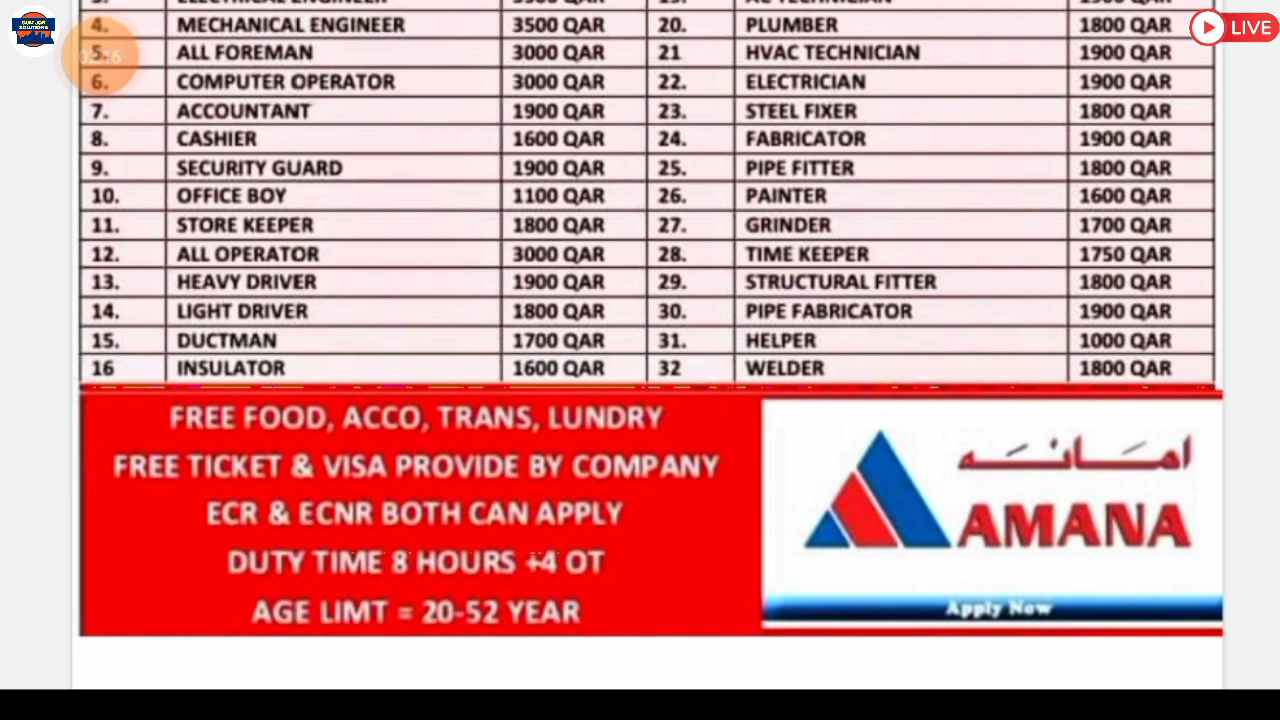 LIVE
02:16
4. MECHANICAL ENGINEER 3500 QAR 20. PLUMBER 1800 QAR
5. ALL FOREMAN 3000 QAR 21 HVAC TECHNICIAN 1900 QAR
6. COMPUTER OPERATOR 3000 QAR 22. ELECTRICIAN 1900 QAR
7. ACCOUNTANT 1900 QAR 23. STEEL FIXER 1800 QAR
8. CASHIER 1600 QAR 24. FABRICATOR 1900 QAR
9. SECURITY GUARD 1900 QAR 25. PIPE FITTER 1800 QAR
10. OFFICE BOY 1100 QAR 26. PAINTER 1600 QAR
11. STORE KEEPER 1800 QAR 27. GRINDER 1700 QAR
12. ALL OPERATOR 3000 QAR 28. TIME KEEPER 1750 QAR
13. HEAVY DRIVER 1900 QAR 29. STRUCTURAL FITTER 1800 QAR
14. LIGHT DRIVER 1800 QAR 30. PIPE FABRICATOR 1900 QAR
15. DUCTMAN 1700 QAR 31. HELPER 1000 QAR
16 INSULATOR 1600 QAR 32 WELDER 1800 QAR
FREE FOOD, ACCO, TRANS, LUNDRY
FREE TICKET & VISA PROVIDE BY COMPANY
ECR & ECNR BOTH CAN APPLY
DUTY TIME 8 HOURS +4 OT
AGE LIMT = 20-52 YEAR
امانه
AMANA
Apply Now